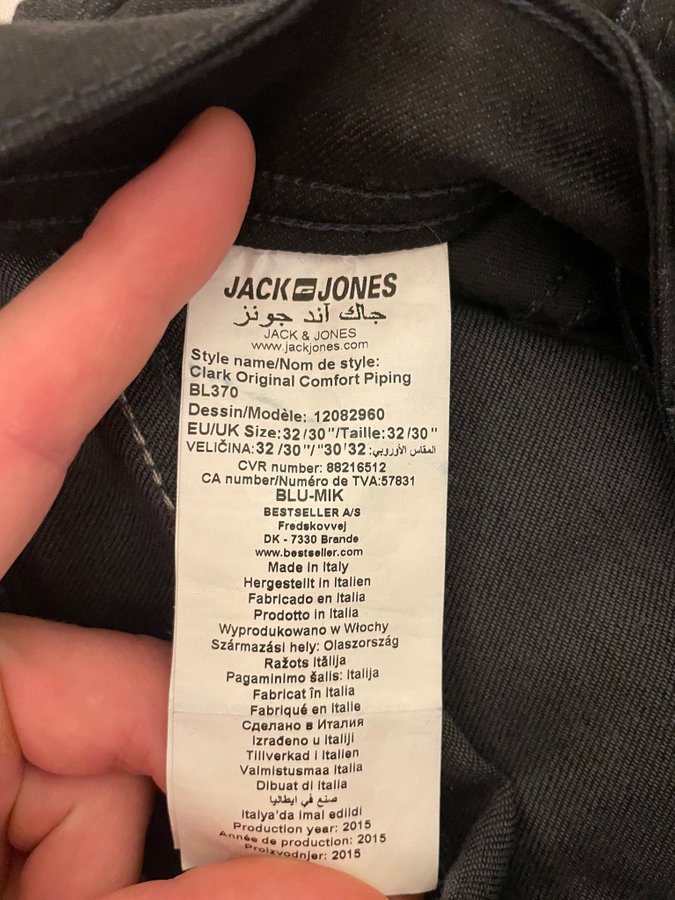 JACK JONES
جاك آند جونز
JACK & JONES
www.jackjones.com
Style name/Nom de style:
Clark Original Comfort Piping
BL370
Dessin/Modèle: 12082960
EU/UK Size:32/30"/Taille:32/30"
VELIČINA:32/30"/"30'32 :المقاس الأوروبي
CVR number: 88216512
CA number/Numéro de TVA:57831
BLU-MIK
BESTSELLER A/S
Fredskovvej
DK - 7330 Brande
www.bestseller.com
Made in Italy
Hergestellt in Italien
Fabricado en Italia
Prodotto in Italia
Wyprodukowano w Włochy
Származási hely: Olaszország
Ražots Itālija
Pagaminimo šalis: Italija
Fabricat în Italia
Fabriqué en Italie
Сделано в Италия
Izrađeno u Italiji
Tillverkad i Italien
Valmistusmaa Italia
Dibuat di Italia
صنع في ايطاليا
Italya'da imal edildi
Production year: 2015
Année de production: 2015
Proizvodnjer: 2015